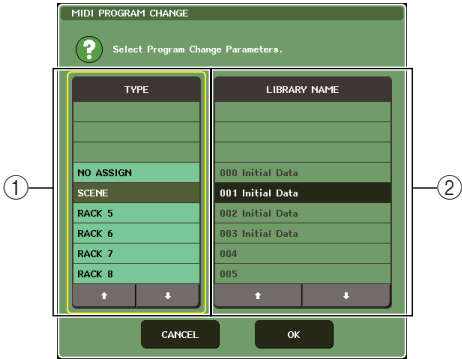 MIDI PROGRAM CHANGE
?
Select Program Change Parameters.
TYPE
LIBRARY NAME
NO ASSIGN
000 Initial Data
SCENE
001 Initial Data
RACK 5
002 Initial Data
RACK 6
003 Initial Data
RACK 7
004
RACK 8
005
1
2
CANCEL
OK